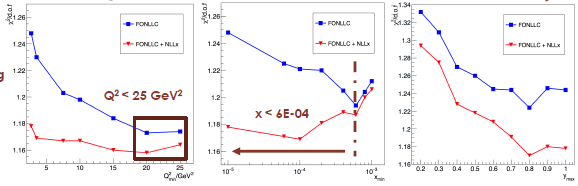 χ²/d.o.f
1.26
1.24
1.22
1.2
1.18
1.16
FONLLC
FONLLC + NLLx
Q² < 25 GeV²
5
10
15
20
25
Q²min/GeV²
χ²/d.o.f
1.26
1.24
1.22
1.2
1.18
1.16
FONLLC
FONLLC + NLLx
x < 6E-04
10⁻⁵
10⁻⁴
10⁻³
xmin
χ²/d.o.f
1.32
1.3
1.28
1.26
1.24
1.22
1.2
1.18
1.16
FONLLC
FONLLC + NLLx
0.2
0.3
0.4
0.5
0.6
0.7
0.8
0.9
1
ymax